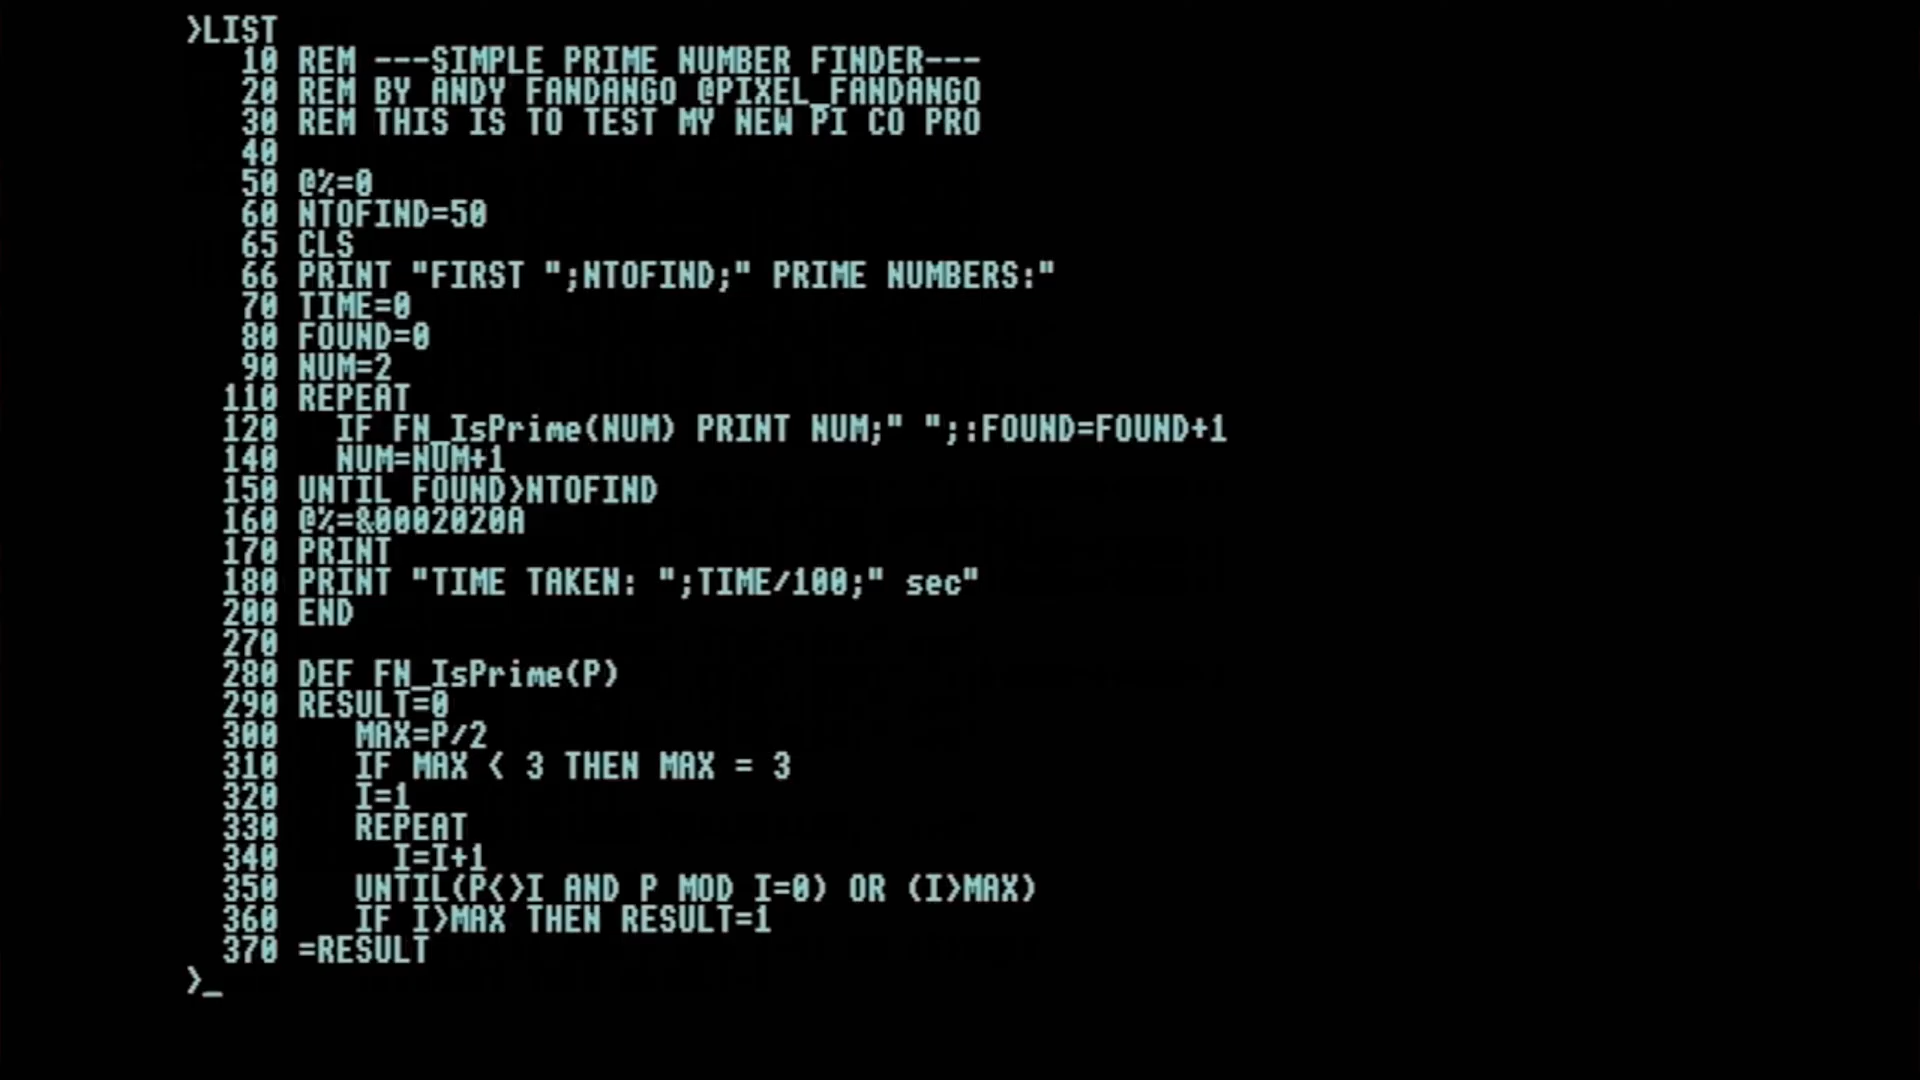 >LIST
10 REM ---SIMPLE PRIME NUMBER FINDER---
20 REM BY ANDY FANDANGO @PIXEL_FANDANGO
30 REM THIS IS TO TEST MY NEW PI CO PRO
40
50 @%=0
60 NTOFIND=50
65 CLS
66 PRINT "FIRST ";NTOFIND;" PRIME NUMBERS:"
70 TIME=0
80 FOUND=0
90 NUM=2
110 REPEAT
120   IF FN_IsPrime(NUM) PRINT NUM;" ";:FOUND=FOUND+1
140   NUM=NUM+1
150 UNTIL FOUND>NTOFIND
160 @%=&0002020A
170 PRINT
180 PRINT "TIME TAKEN: ";TIME/100;" sec"
200 END
270
280 DEF FN_IsPrime(P)
290 RESULT=0
300    MAX=P/2
310    IF MAX < 3 THEN MAX = 3
320    I=1
330    REPEAT
340      I=I+1
350    UNTIL(P<>I AND P MOD I=0) OR (I>MAX)
360    IF I>MAX THEN RESULT=1
370 =RESULT
>_